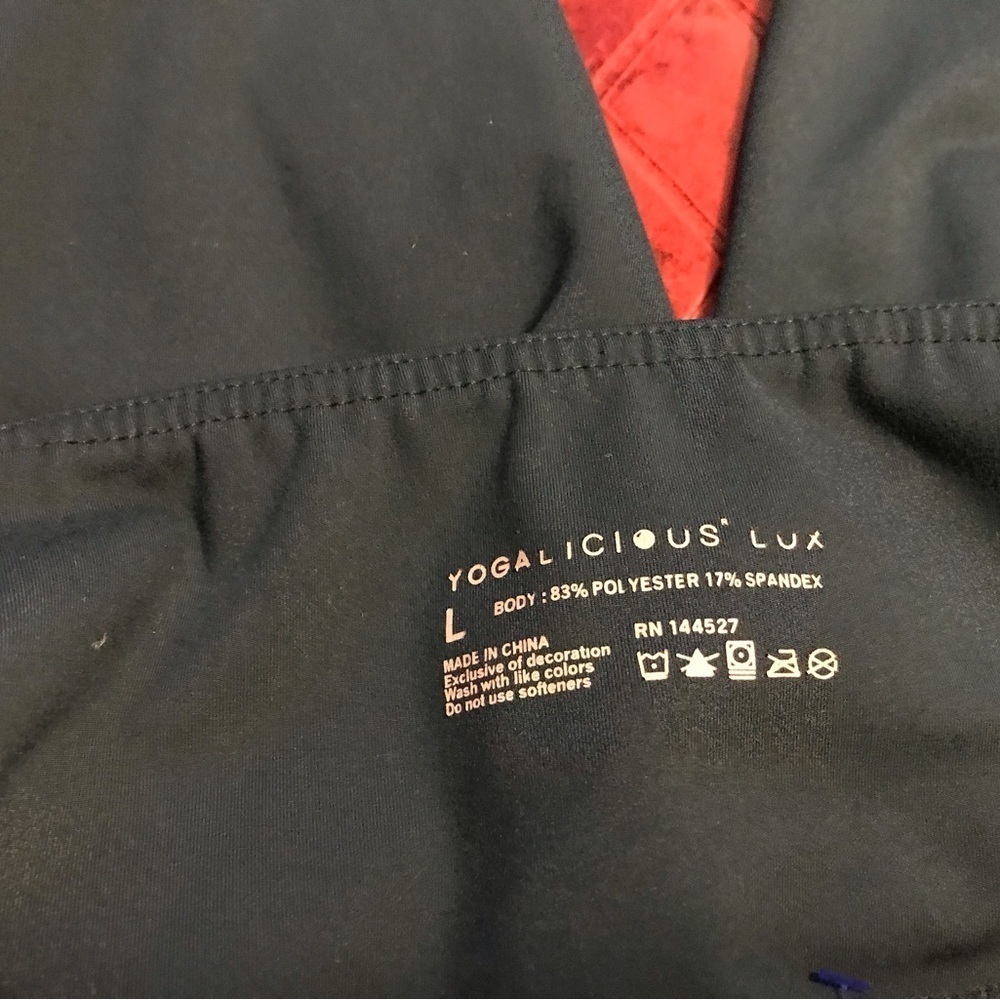 YOGALICIOUS LUX
L
BODY : 83% POLYESTER 17% SPANDEX
RN 144527
MADE IN CHINA
Exclusive of decoration
Wash with like colors
Do not use softeners